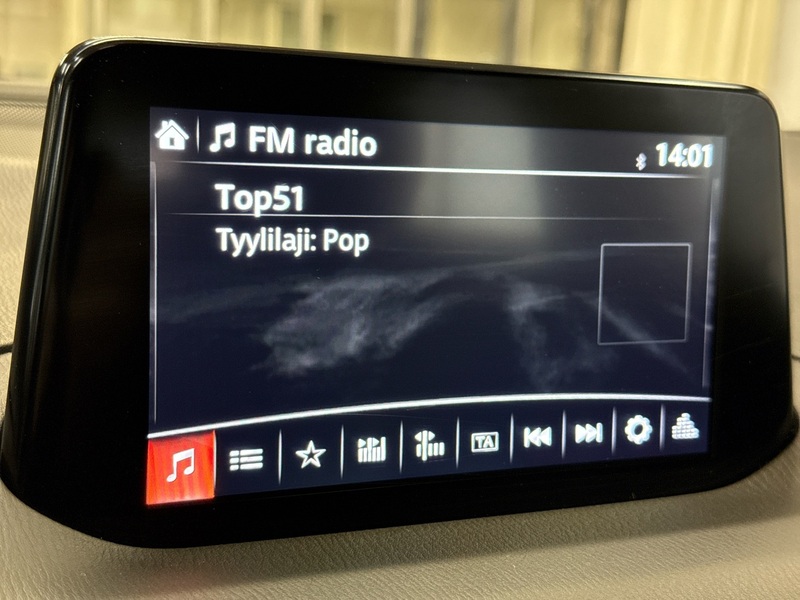 FM radio
14:01
Top51
Tyylilaji: Pop
TA